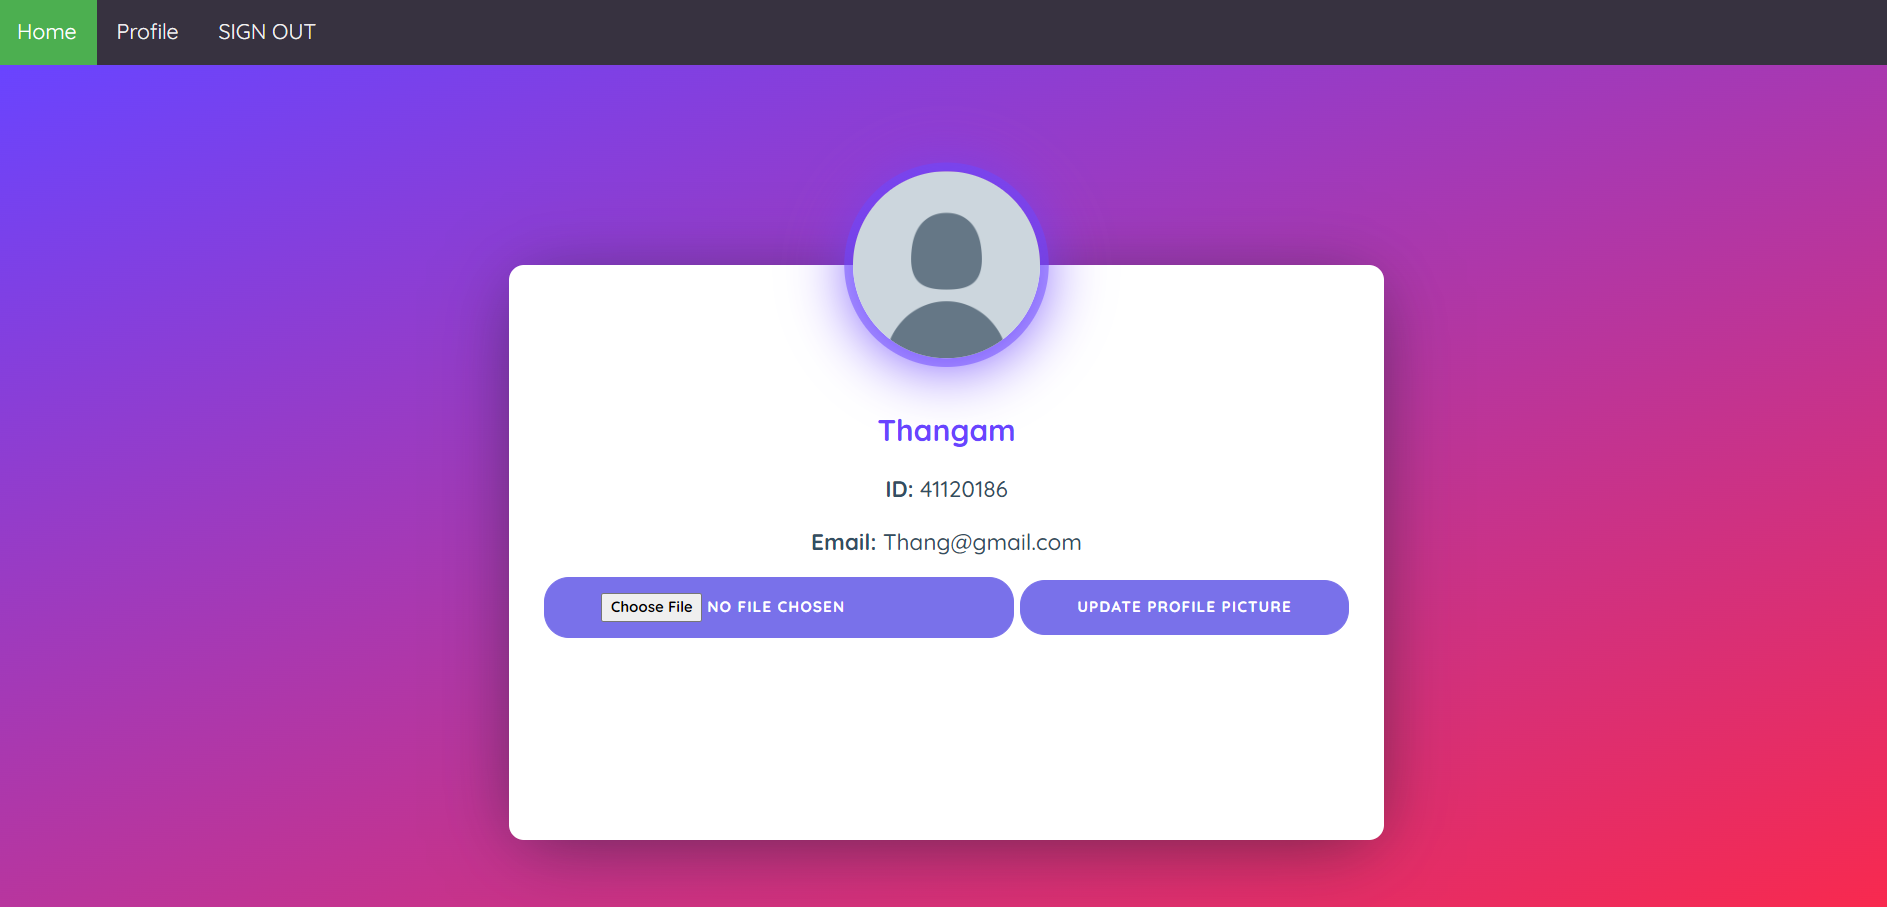 Home Profile SIGN OUT
Thangam
ID: 41120186
Email: Thang@gmail.com
Choose File NO FILE CHOSEN UPDATE PROFILE PICTURE